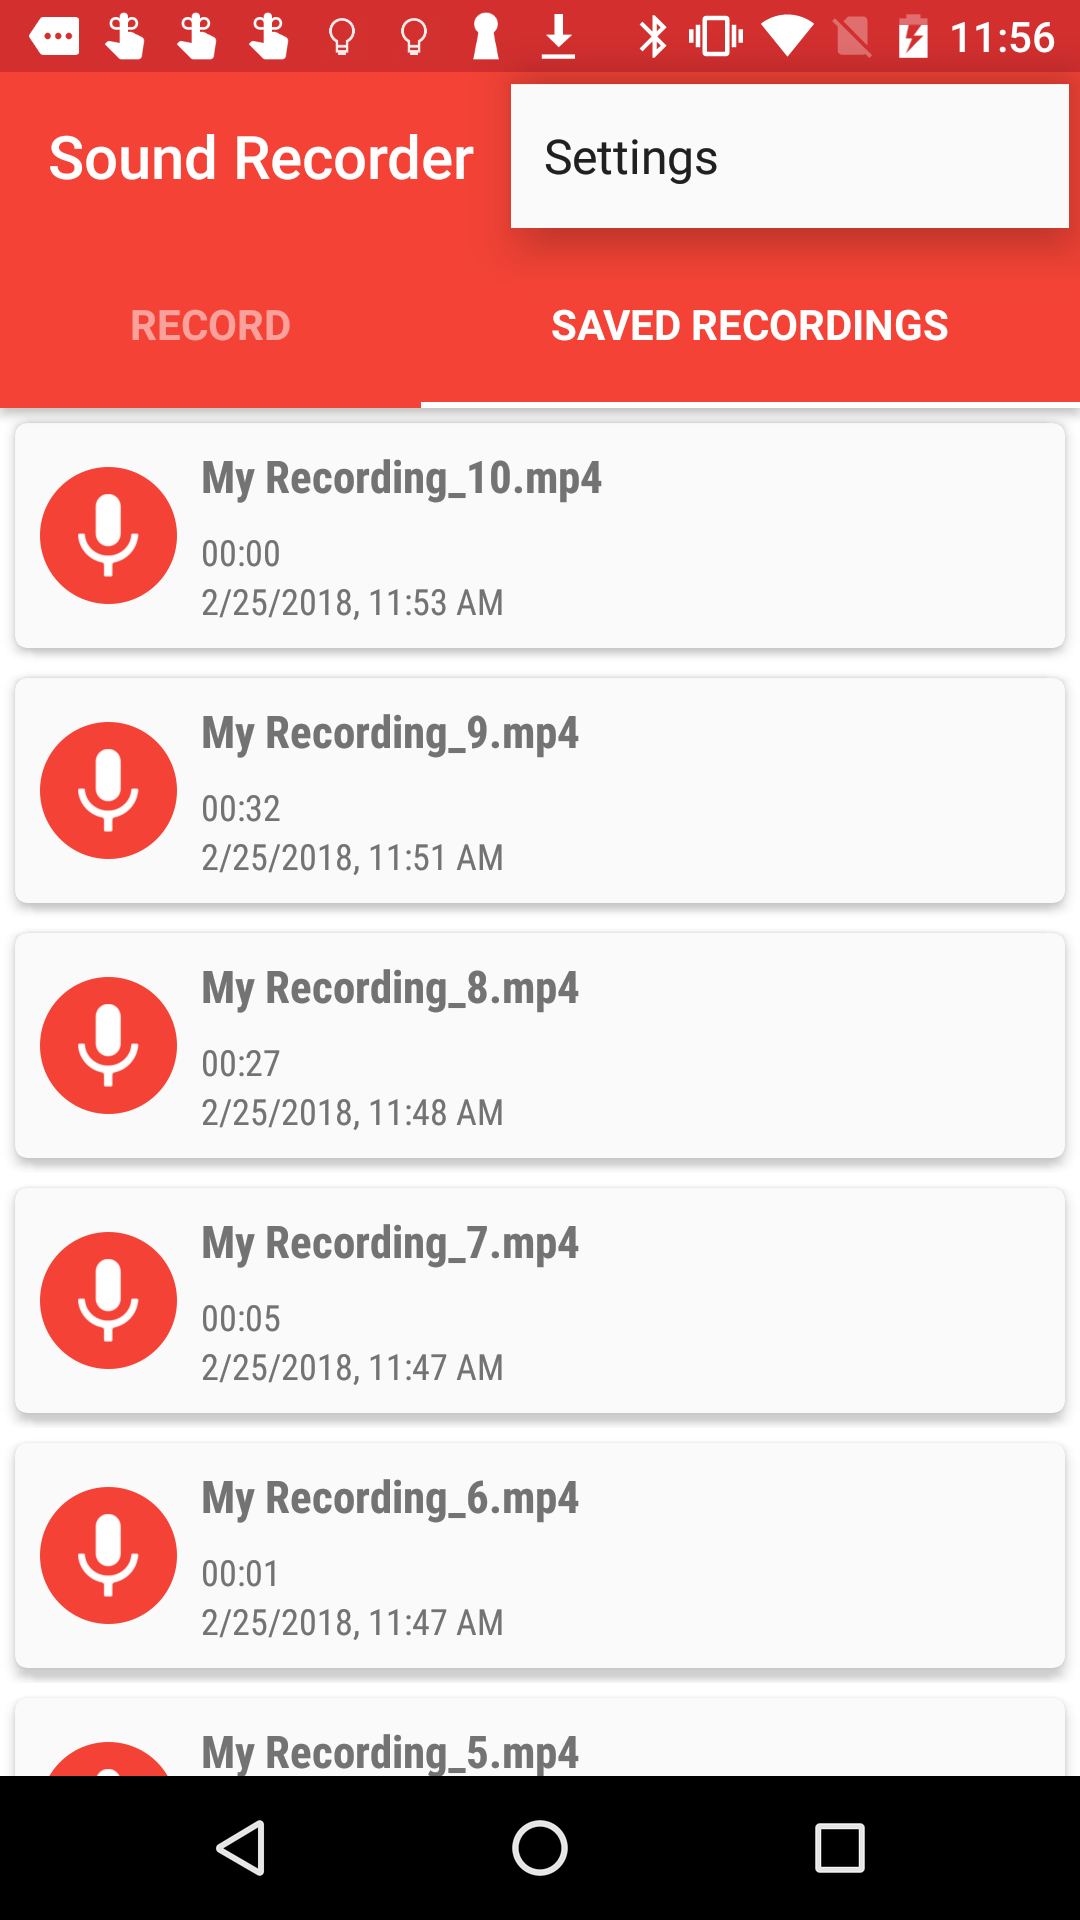 11:56
Sound Recorder
Settings
RECORD
SAVED RECORDINGS
My Recording_10.mp4
00:00
2/25/2018, 11:53 AM
My Recording_9.mp4
00:32
2/25/2018, 11:51 AM
My Recording_8.mp4
00:27
2/25/2018, 11:48 AM
My Recording_7.mp4
00:05
2/25/2018, 11:47 AM
My Recording_6.mp4
00:01
2/25/2018, 11:47 AM
My Recording_5.mp4